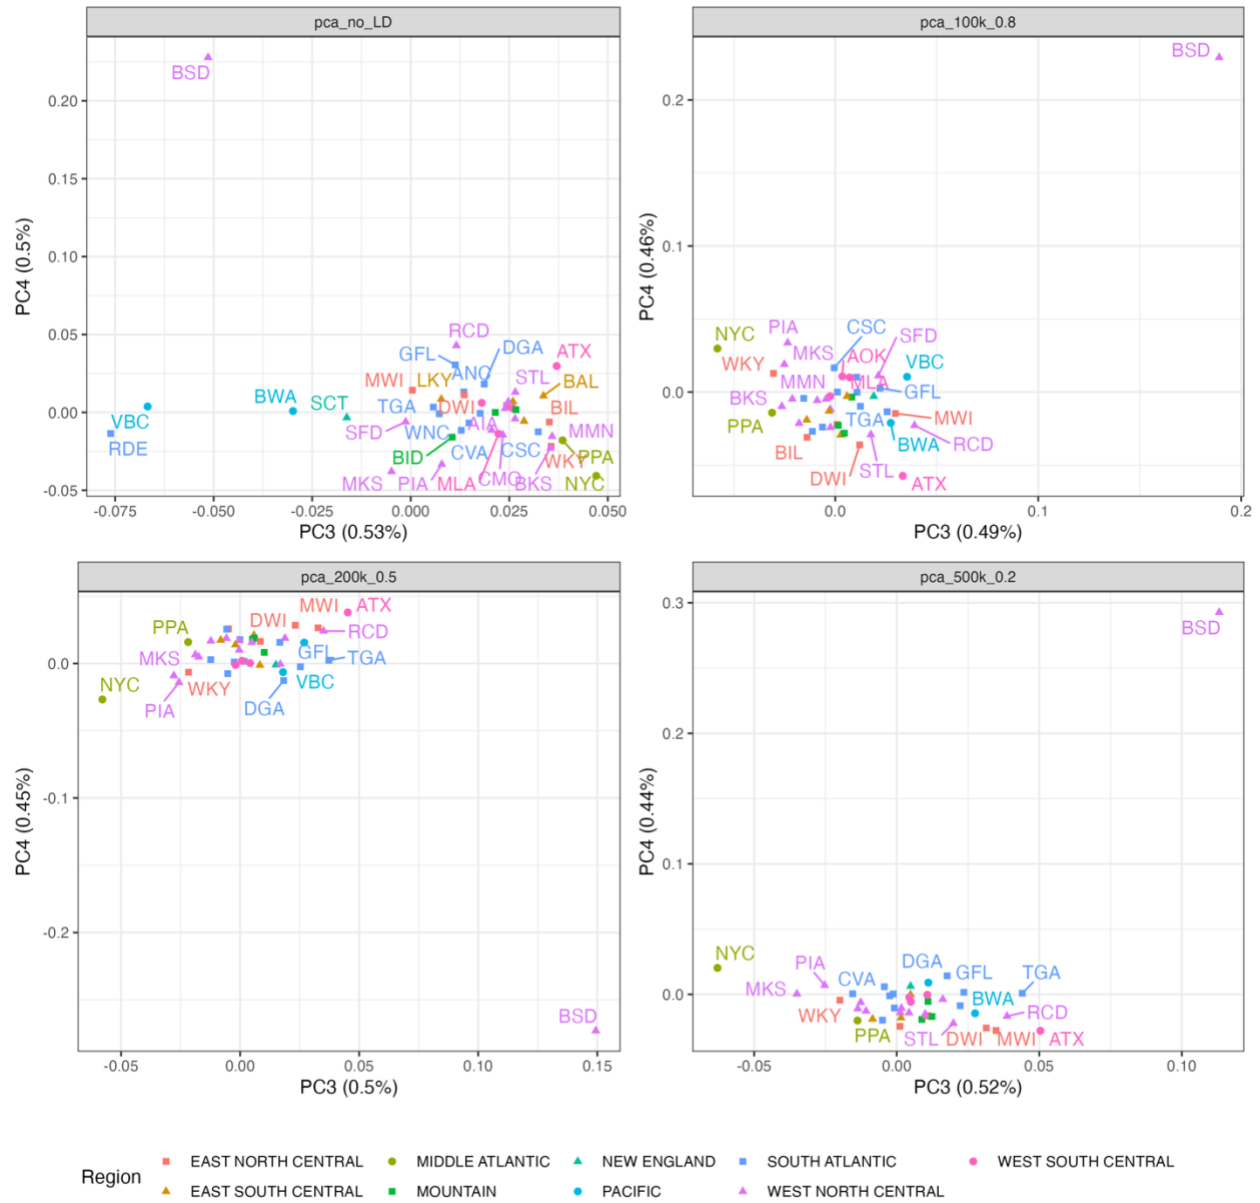 pca_no_LD
BSD
0.20
0.15
0.10
0.05
0.00
-0.05
PC4 (0.5%)
RCD
GFL
DGA
ATX
ANC
MWI
LKY
STL
BAL
BWA
SCT
TGA
DWI
BIL
VBC
RDE
SFD
WNC
AIA
MMN
BID
CVA
CSC
WKY
PPA
MKS
PIA
MLA
CMO
BKS
NYC
-0.075
-0.050
-0.025
0.000
0.025
0.050
PC3 (0.53%)
pca_100k_0.8
BSD
0.2
0.1
0.0
PC4 (0.46%)
NYC
PIA
CSC
SFD
WKY
MKS
AOK
VBC
MMN
MLA
BKS
GFL
PPA
TGA
MWI
BIL
BWA
RCD
DWI
STL
ATX
0.0
0.1
0.2
PC3 (0.49%)
pca_200k_0.5
MWI
ATX
PPA
DWI
RCD
MKS
GFL
TGA
NYC
WKY
VBC
PIA
DGA
BSD
0.0
-0.1
-0.2
PC4 (0.45%)
-0.05
0.00
0.05
0.10
0.15
PC3 (0.5%)
pca_500k_0.2
BSD
0.3
0.2
0.1
0.0
PC4 (0.44%)
NYC
PIA
DGA
GFL
TGA
MKS
CVA
BWA
WKY
RCD
PPA
STL
DWI
MWI
ATX
-0.05
0.00
0.05
0.10
PC3 (0.52%)
Region
EAST NORTH CENTRAL
MIDDLE ATLANTIC
NEW ENGLAND
SOUTH ATLANTIC
WEST SOUTH CENTRAL
EAST SOUTH CENTRAL
MOUNTAIN
PACIFIC
WEST NORTH CENTRAL